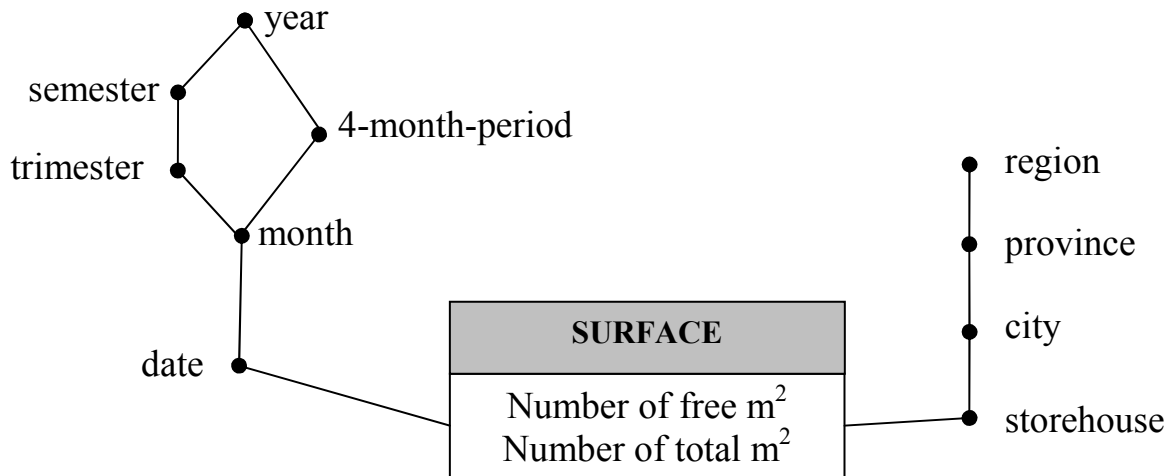 year
semester
4-month-period
trimester
region
month
province
SURFACE
city
date
Number of free m²
Number of total m²
storehouse